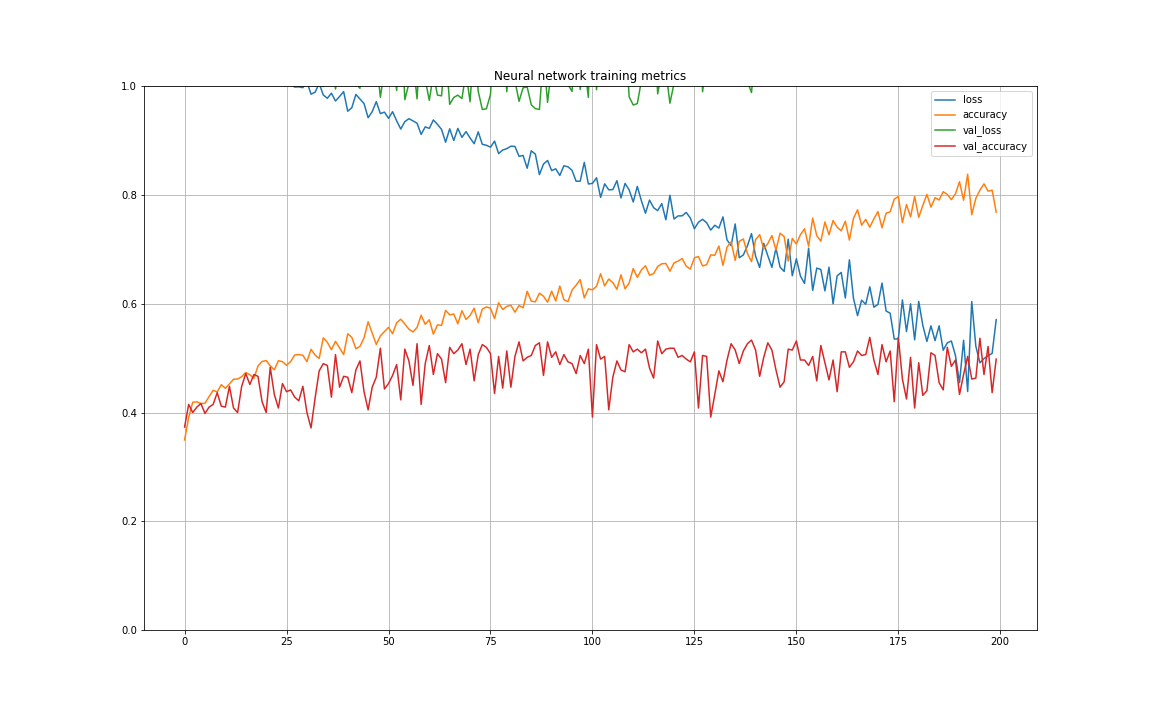 Neural network training metrics
1.0
0.8
0.6
0.4
0.2
0.0
loss
accuracy
val_loss
val_accuracy
0 25 50 75 100 125 150 175 200